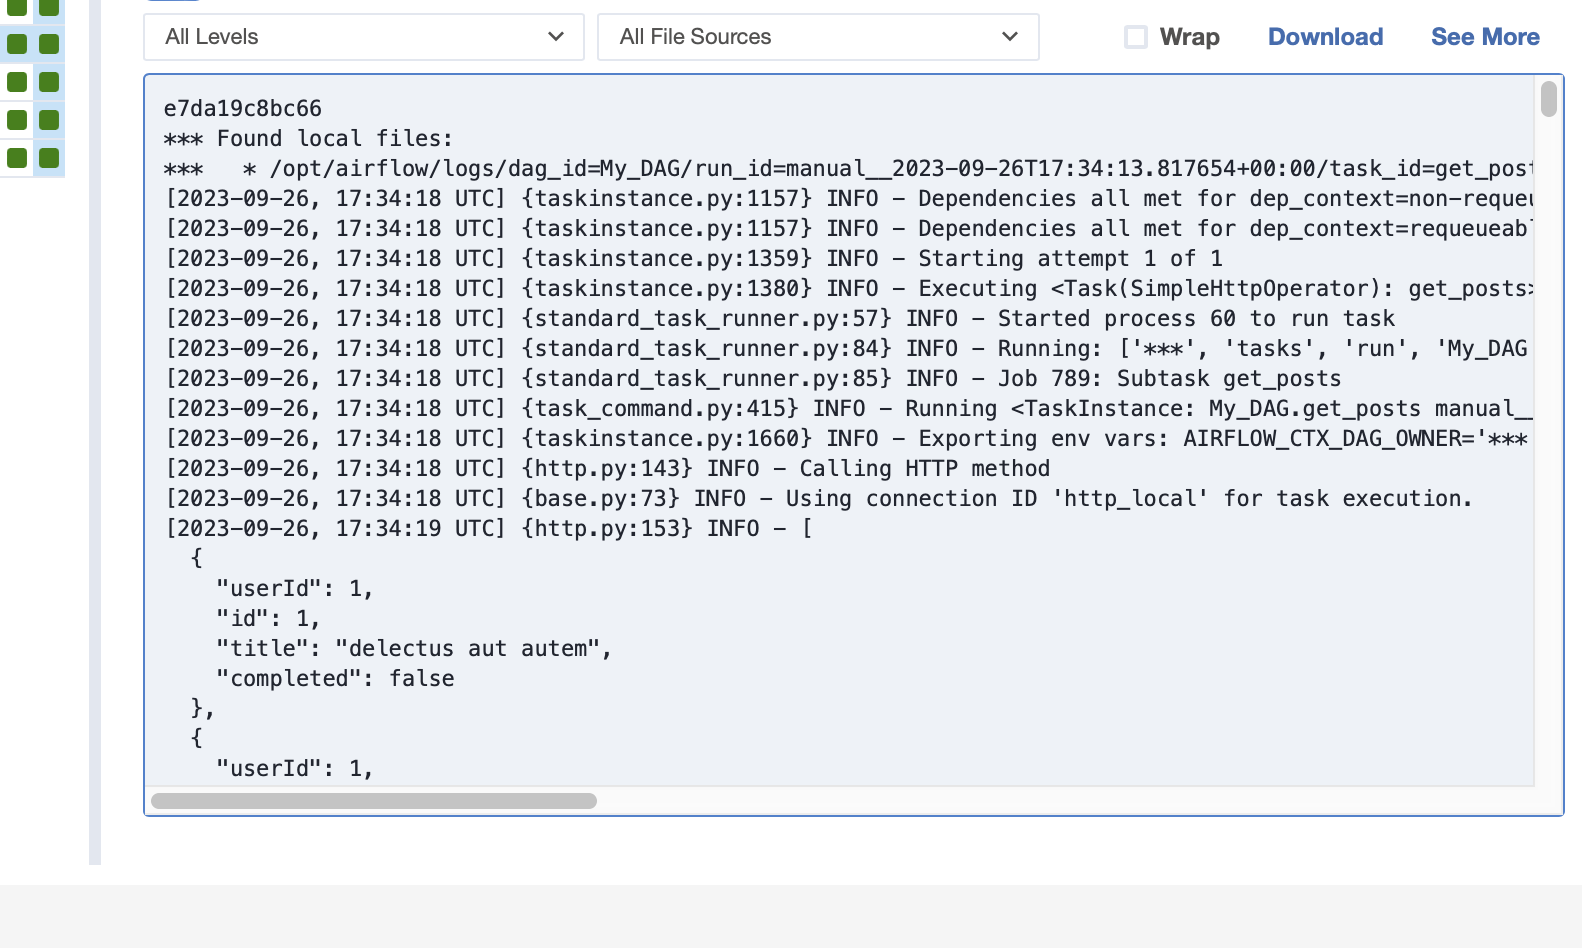 All Levels
All File Sources
Wrap
Download
See More
e7da19c8bc66
*** Found local files:
***   * /opt/airflow/logs/dag_id=My_DAG/run_id=manual__2023-09-26T17:34:13.817654+00:00/task_id=get_post
[2023-09-26, 17:34:18 UTC] {taskinstance.py:1157} INFO - Dependencies all met for dep_context=non-requeu
[2023-09-26, 17:34:18 UTC] {taskinstance.py:1157} INFO - Dependencies all met for dep_context=requeueabl
[2023-09-26, 17:34:18 UTC] {taskinstance.py:1359} INFO - Starting attempt 1 of 1
[2023-09-26, 17:34:18 UTC] {taskinstance.py:1380} INFO - Executing <Task(SimpleHttpOperator): get_posts>
[2023-09-26, 17:34:18 UTC] {standard_task_runner.py:57} INFO - Started process 60 to run task
[2023-09-26, 17:34:18 UTC] {standard_task_runner.py:84} INFO - Running: ['***', 'tasks', 'run', 'My_DAG
[2023-09-26, 17:34:18 UTC] {standard_task_runner.py:85} INFO - Job 789: Subtask get_posts
[2023-09-26, 17:34:18 UTC] {task_command.py:415} INFO - Running <TaskInstance: My_DAG.get_posts manual__
[2023-09-26, 17:34:18 UTC] {taskinstance.py:1660} INFO - Exporting env vars: AIRFLOW_CTX_DAG_OWNER='***
[2023-09-26, 17:34:18 UTC] {http.py:143} INFO - Calling HTTP method
[2023-09-26, 17:34:18 UTC] {base.py:73} INFO - Using connection ID 'http_local' for task execution.
[2023-09-26, 17:34:19 UTC] {http.py:153} INFO - [
  {
    "userId": 1,
    "id": 1,
    "title": "delectus aut autem",
    "completed": false
  },
  {
    "userId": 1,